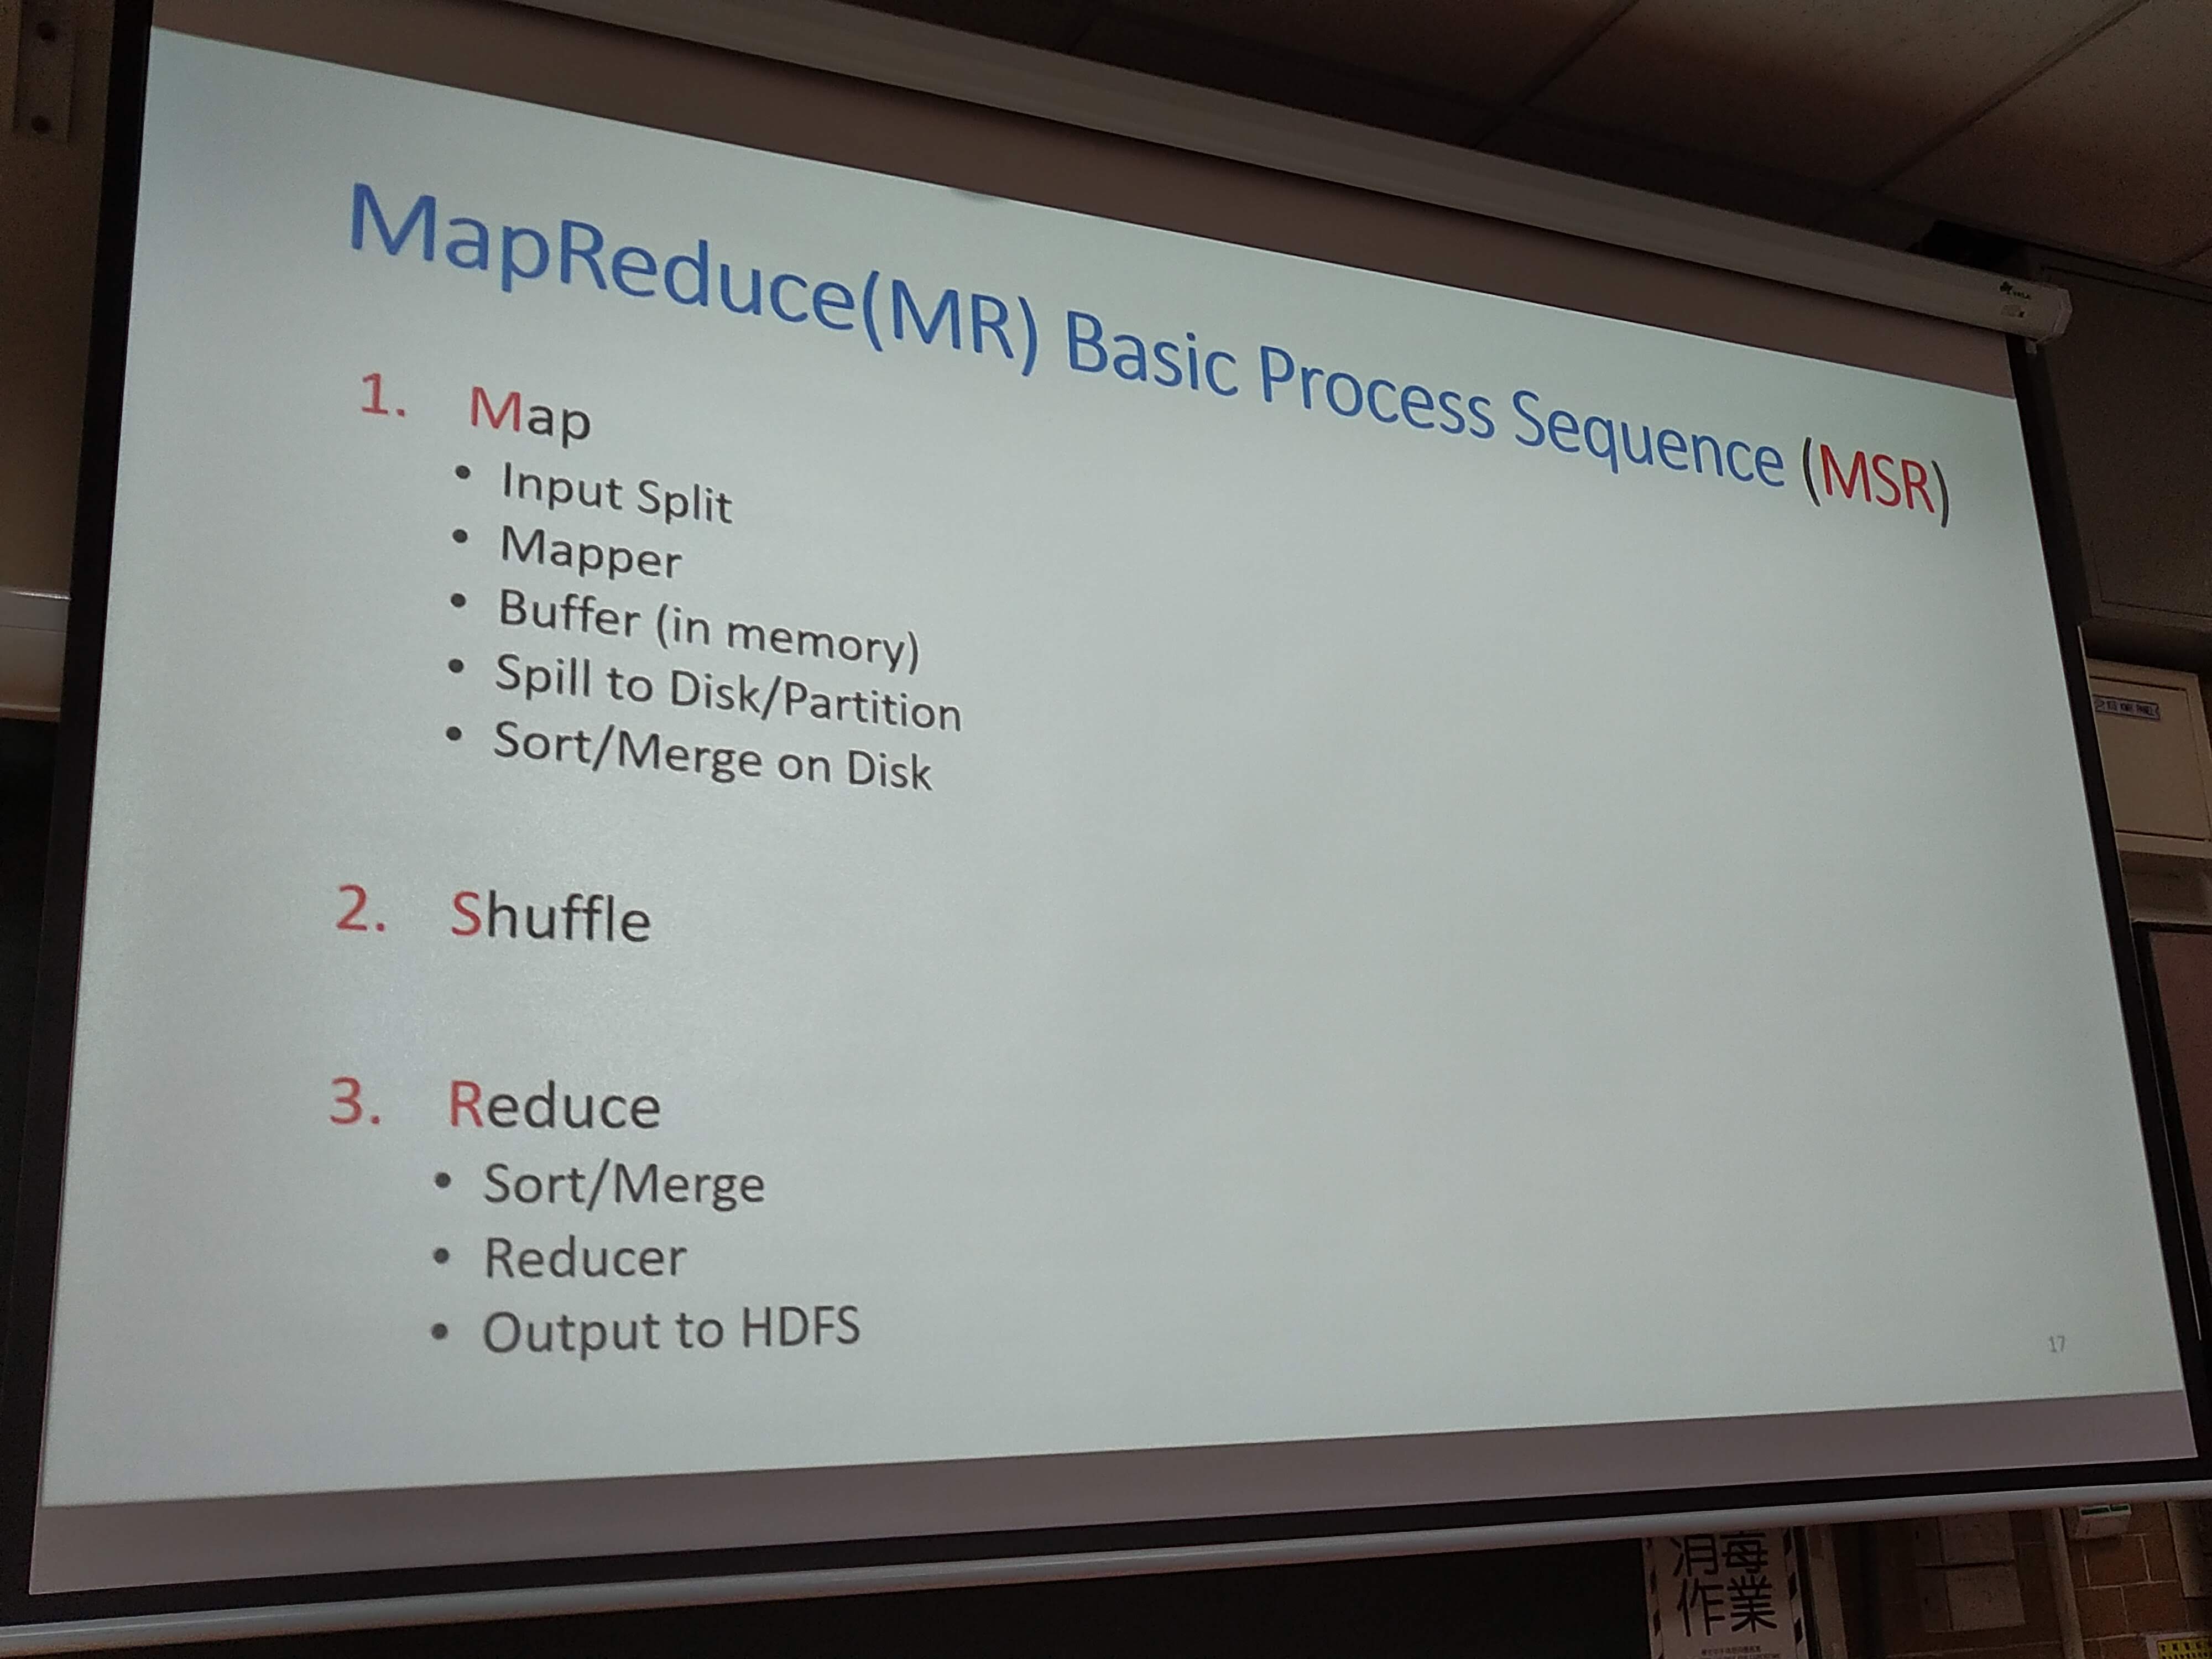 MapReduce(MR) Basic Process Sequence (MSR)
1. Map
• Input Split
• Mapper
• Buffer (in memory)
• Spill to Disk/Partition
• Sort/Merge on Disk
2. Shuffle
3. Reduce
• Sort/Merge
• Reducer
• Output to HDFS
17
消毒
作業